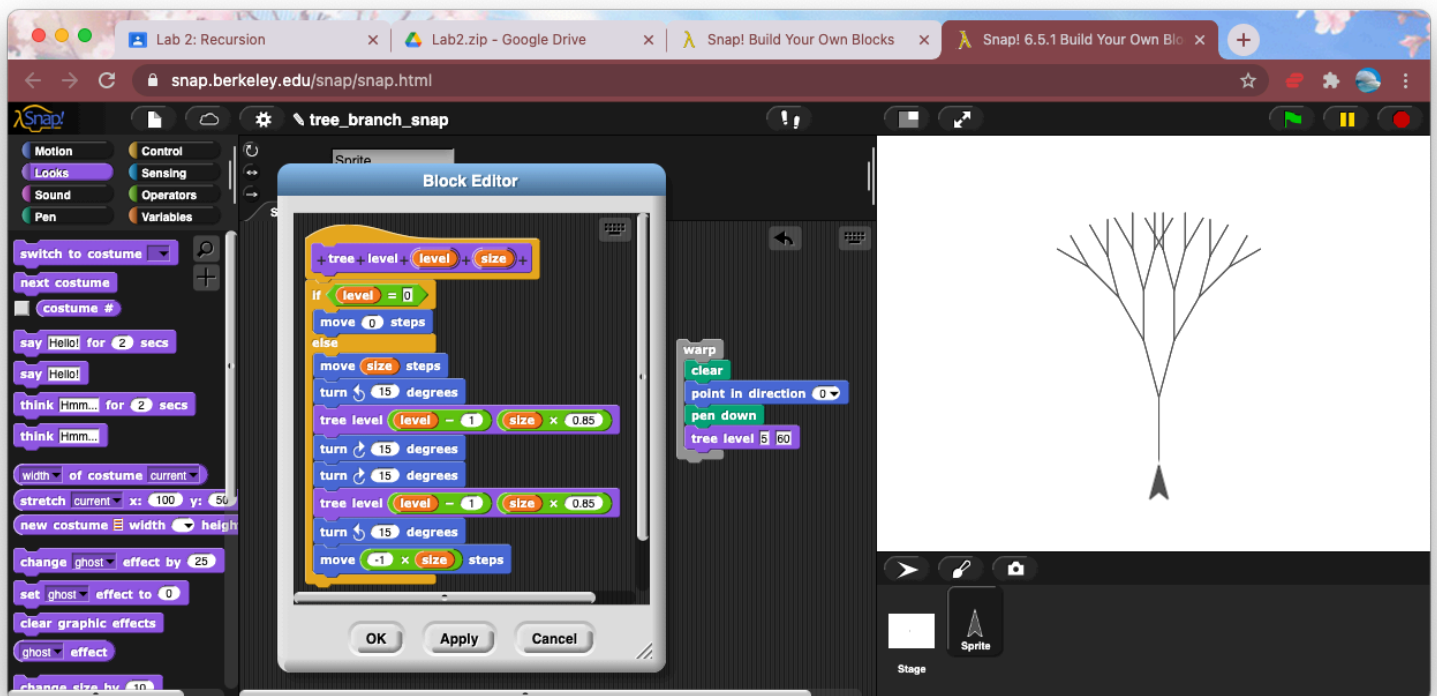 Lab 2: Recursion
Lab2.zip - Google Drive
Snap! Build Your Own Blocks
Snap! 6.5.1 Build Your Own Blo
snap.berkeley.edu/snap/snap.html
Snap!
tree_branch_snap
Motion Control
Looks Sensing
Sound Operators
Pen Variables
switch to costume
next costume
costume #
say Hello! for 2 secs
say Hello!
think Hmm... for 2 secs
think Hmm...
width of costume current
stretch current x: 100 y: 50
new costume width heigh
change ghost effect by 25
set ghost effect to 0
clear graphic effects
ghost effect
change size by 10
Sprite
S
Block Editor
+ tree + level + level + size +
if level = 0
move 0 steps
else
move size steps
turn 15 degrees
tree level level - 1 size × 0.85
turn 15 degrees
turn 15 degrees
tree level level - 1 size × 0.85
turn 15 degrees
move -1 × size steps
OK Apply Cancel
warp
clear
point in direction 0
pen down
tree level 5 60
Stage
Sprite